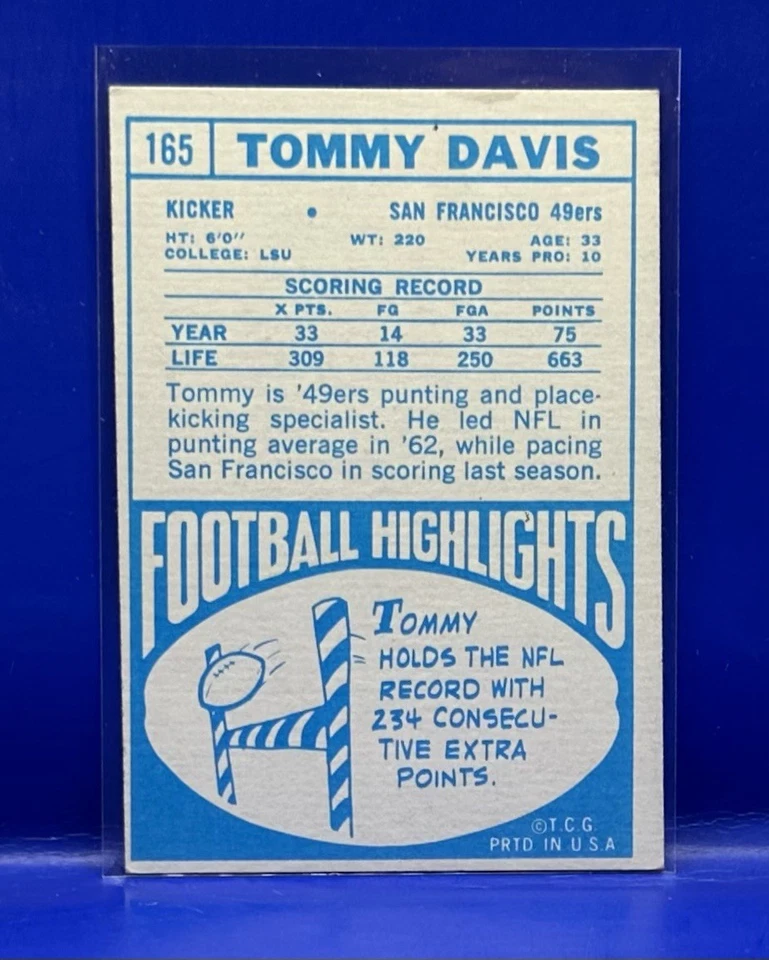 165 TOMMY DAVIS
KICKER • SAN FRANCISCO 49ers
HT: 6'0" WT: 220 AGE: 33
COLLEGE: LSU YEARS PRO: 10
SCORING RECORD
X PTS. FG FGA POINTS
YEAR 33 14 33 75
LIFE 309 118 250 663
Tommy is '49ers punting and place-
kicking specialist. He led NFL in
punting average in '62, while pacing
San Francisco in scoring last season.
FOOTBALL HIGHLIGHTS
TOMMY
HOLDS THE NFL
RECORD WITH
234 CONSECU-
TIVE EXTRA
POINTS.
©T.C.G.
PRTD. IN U.S.A